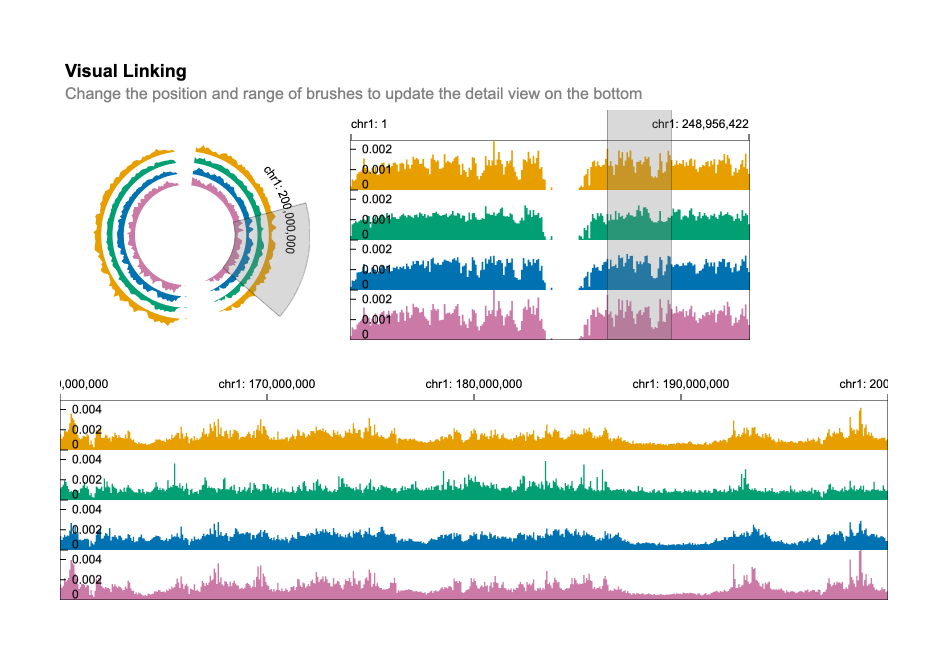 Visual Linking
Change the position and range of brushes to update the detail view on the bottom
chr1: 200,000,000
chr1: 1
chr1: 248,956,422
0.002
0.001
0
0.002
0.001
0
0.002
0.001
0
0.002
0.001
0
0,000,000
chr1: 170,000,000
chr1: 180,000,000
chr1: 190,000,000
chr1: 200
0.004
0.002
0
0.004
0.002
0
0.004
0.002
0
0.004
0.002
0